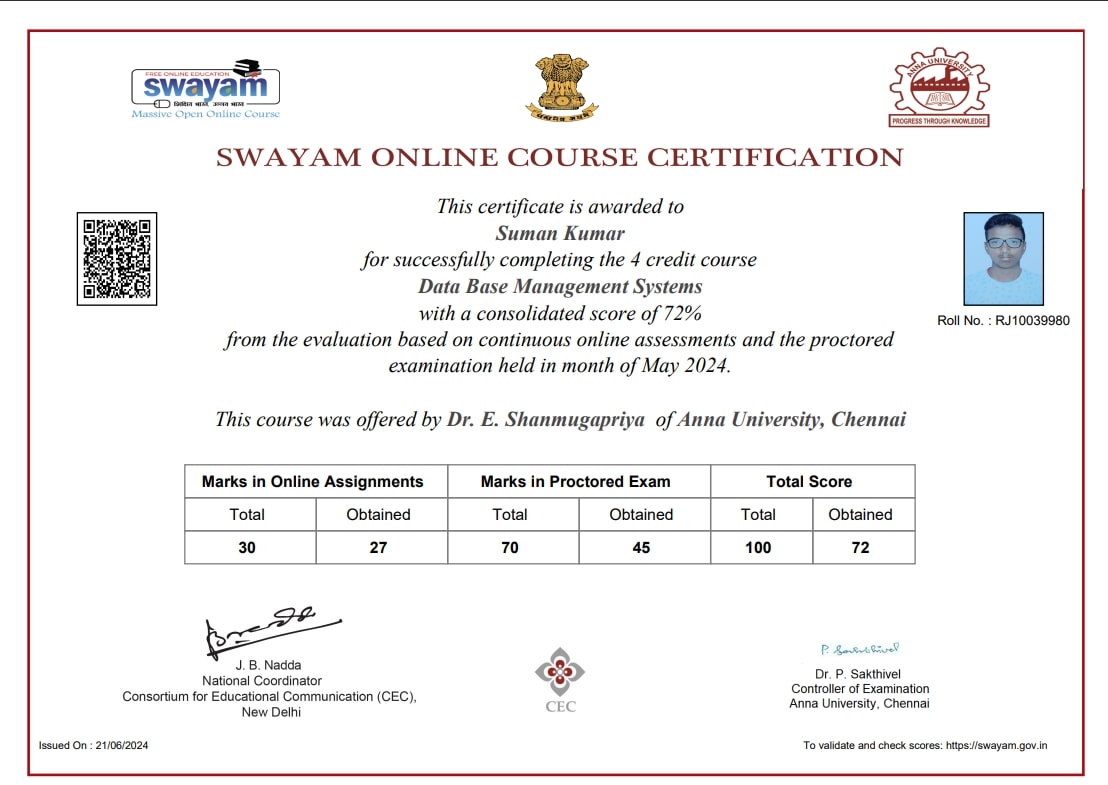 FREE ONLINE EDUCATION
swayam
शिक्षित भारत, उन्नत भारत
Massive Open Online Course
सत्यमेव जयते
ANNA UNIVERSITY
PROGRESS THROUGH KNOWLEDGE
SWAYAM ONLINE COURSE CERTIFICATION
This certificate is awarded to
Suman Kumar
for successfully completing the 4 credit course
Data Base Management Systems
with a consolidated score of 72%
from the evaluation based on continuous online assessments and the proctored
examination held in month of May 2024.
Roll No. : RJ10039980
This course was offered by Dr. E. Shanmugapriya of Anna University, Chennai
Marks in Online Assignments Marks in Proctored Exam Total Score
Total Obtained Total Obtained Total Obtained
30 27 70 45 100 72
J. B. Nadda
National Coordinator
Consortium for Educational Communication (CEC),
New Delhi
CEC
P. Sakthivel
Dr. P. Sakthivel
Controller of Examination
Anna University, Chennai
Issued On : 21/06/2024
To validate and check scores: https://swayam.gov.in